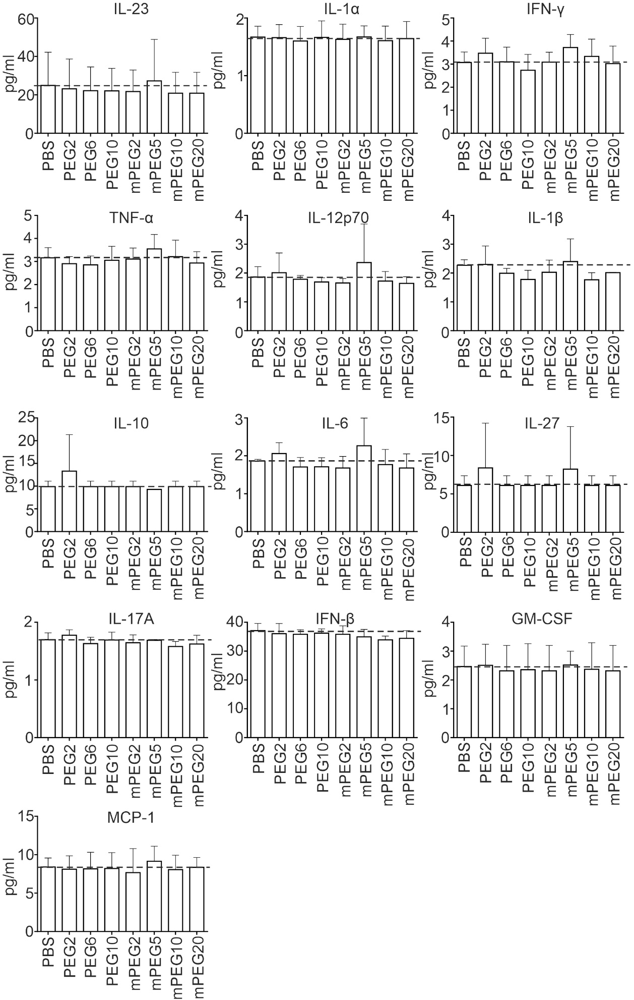 IL-23
pg/ml
60
40
20
0
PBS PEG2 PEG6 PEG10 mPEG2 mPEG5 mPEG10 mPEG20
IL-1α
pg/ml
2
1
0
PBS PEG2 PEG6 PEG10 mPEG2 mPEG5 mPEG10 mPEG20
IFN-γ
pg/ml
5
4
3
2
1
0
PBS PEG2 PEG6 PEG10 mPEG2 mPEG5 mPEG10 mPEG20
TNF-α
pg/ml
5
4
3
2
1
0
PBS PEG2 PEG6 PEG10 mPEG2 mPEG5 mPEG10 mPEG20
IL-12p70
pg/ml
4
3
2
1
0
PBS PEG2 PEG6 PEG10 mPEG2 mPEG5 mPEG10 mPEG20
IL-1β
pg/ml
4
3
2
1
0
PBS PEG2 PEG6 PEG10 mPEG2 mPEG5 mPEG10 mPEG20
IL-10
pg/ml
25
20
15
10
5
0
PBS PEG2 PEG6 PEG10 mPEG2 mPEG5 mPEG10 mPEG20
IL-6
pg/ml
3
2
1
0
PBS PEG2 PEG6 PEG10 mPEG2 mPEG5 mPEG10 mPEG20
IL-27
pg/ml
15
10
5
0
PBS PEG2 PEG6 PEG10 mPEG2 mPEG5 mPEG10 mPEG20
IL-17A
pg/ml
2
1
0
PBS PEG2 PEG6 PEG10 mPEG2 mPEG5 mPEG10 mPEG20
IFN-β
pg/ml
40
30
20
10
0
PBS PEG2 PEG6 PEG10 mPEG2 mPEG5 mPEG10 mPEG20
GM-CSF
pg/ml
4
3
2
1
0
PBS PEG2 PEG6 PEG10 mPEG2 mPEG5 mPEG10 mPEG20
MCP-1
pg/ml
15
10
5
0
PBS PEG2 PEG6 PEG10 mPEG2 mPEG5 mPEG10 mPEG20